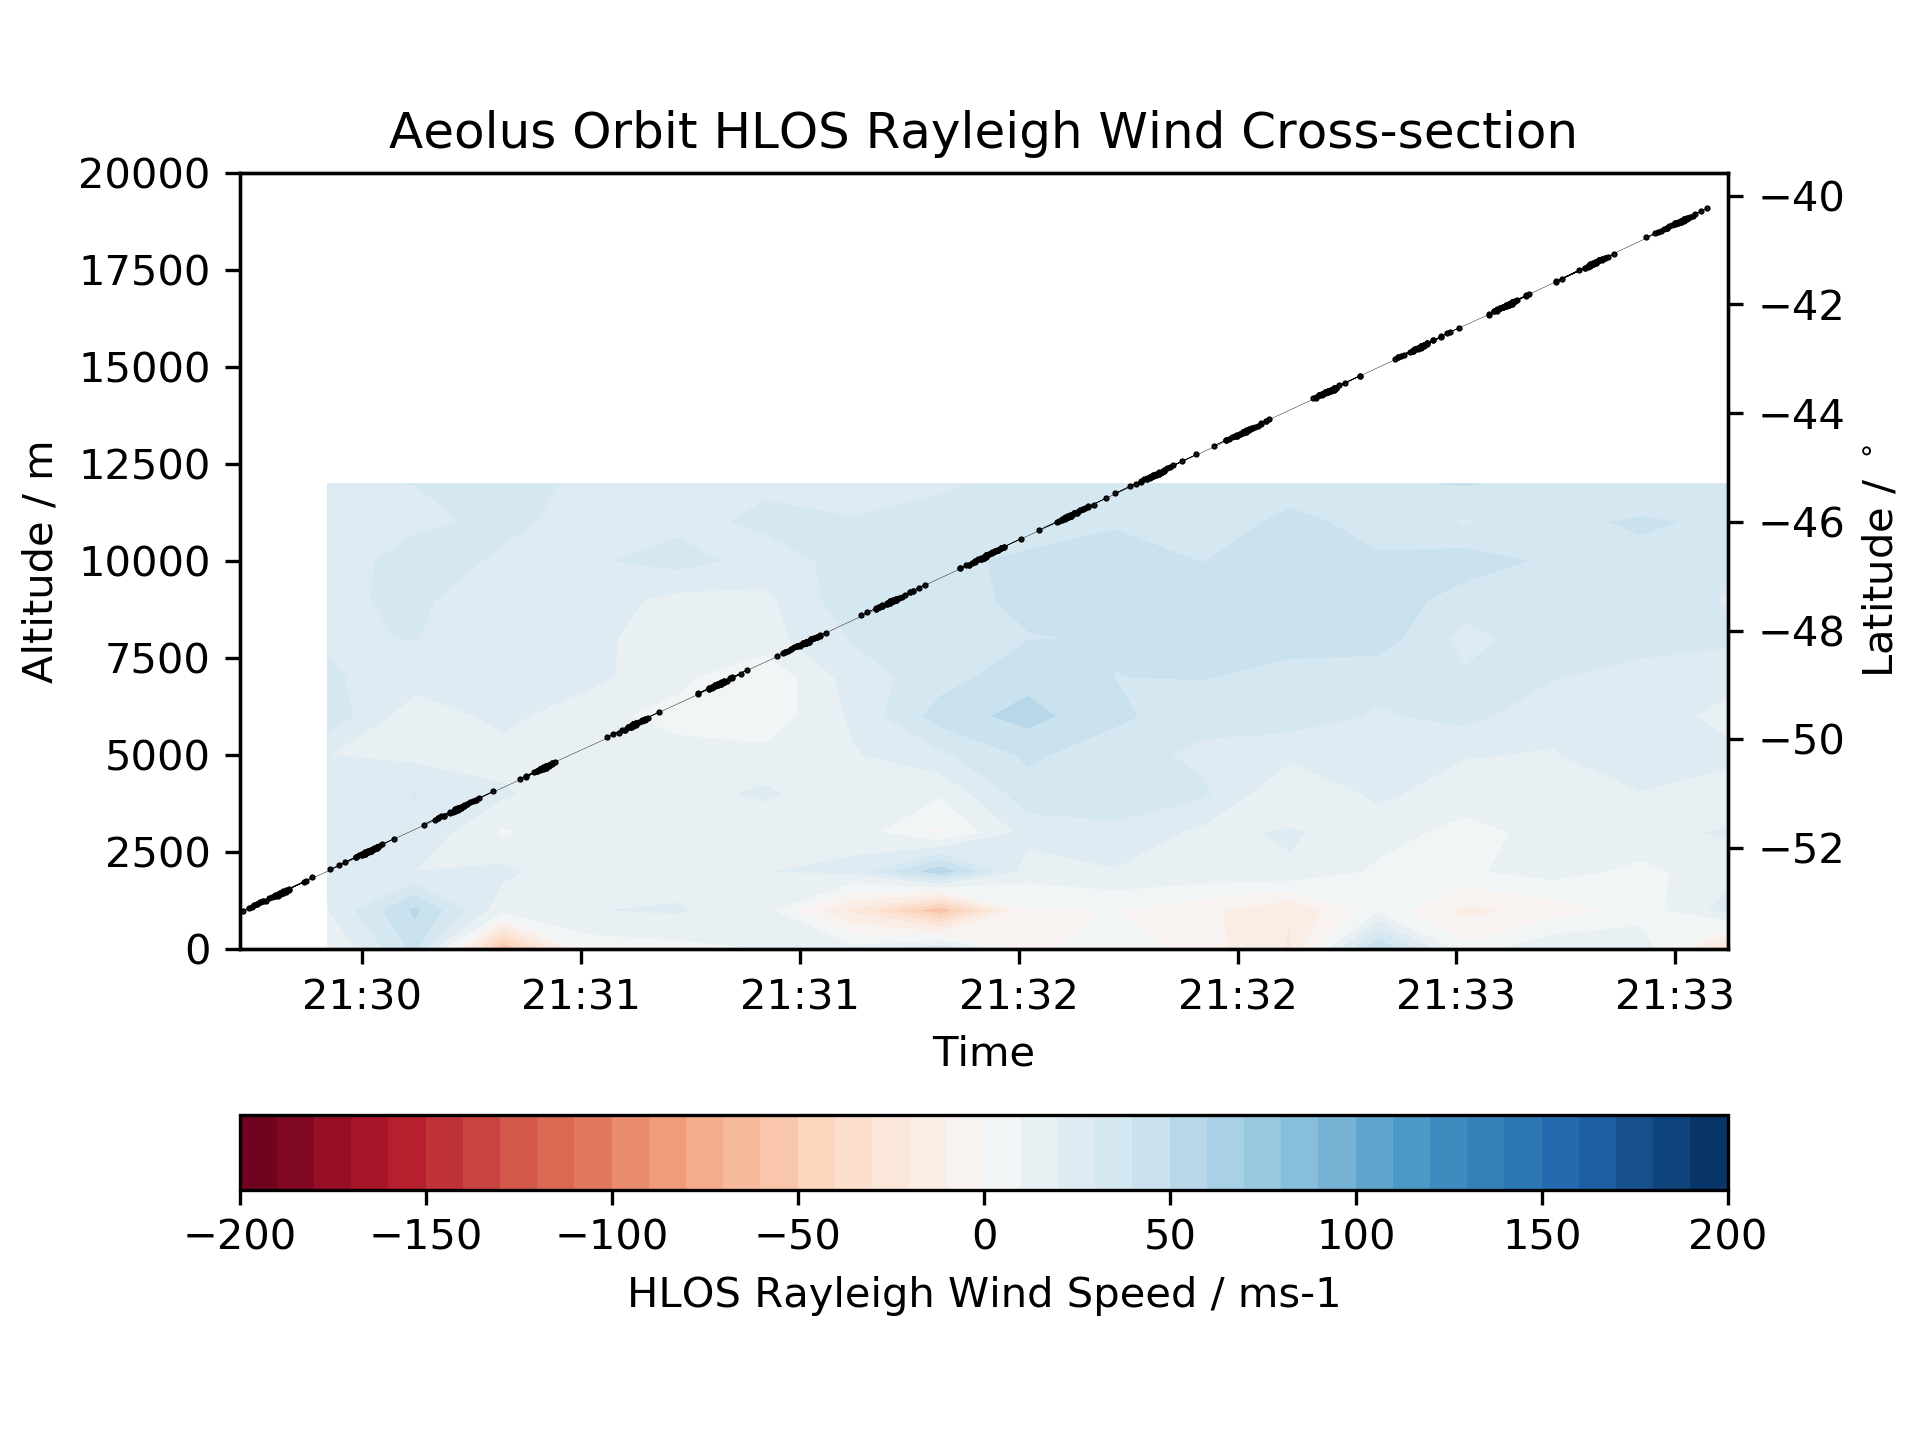 Aeolus Orbit HLOS Rayleigh Wind Cross-section
20000
17500
15000
12500
10000
7500
5000
2500
0
Altitude / m
−40
−42
−44
−46
−48
−50
−52
Latitude / °
21:30 21:31 21:31 21:32 21:32 21:33 21:33
Time
−200 −150 −100 −50 0 50 100 150 200
HLOS Rayleigh Wind Speed / ms-1